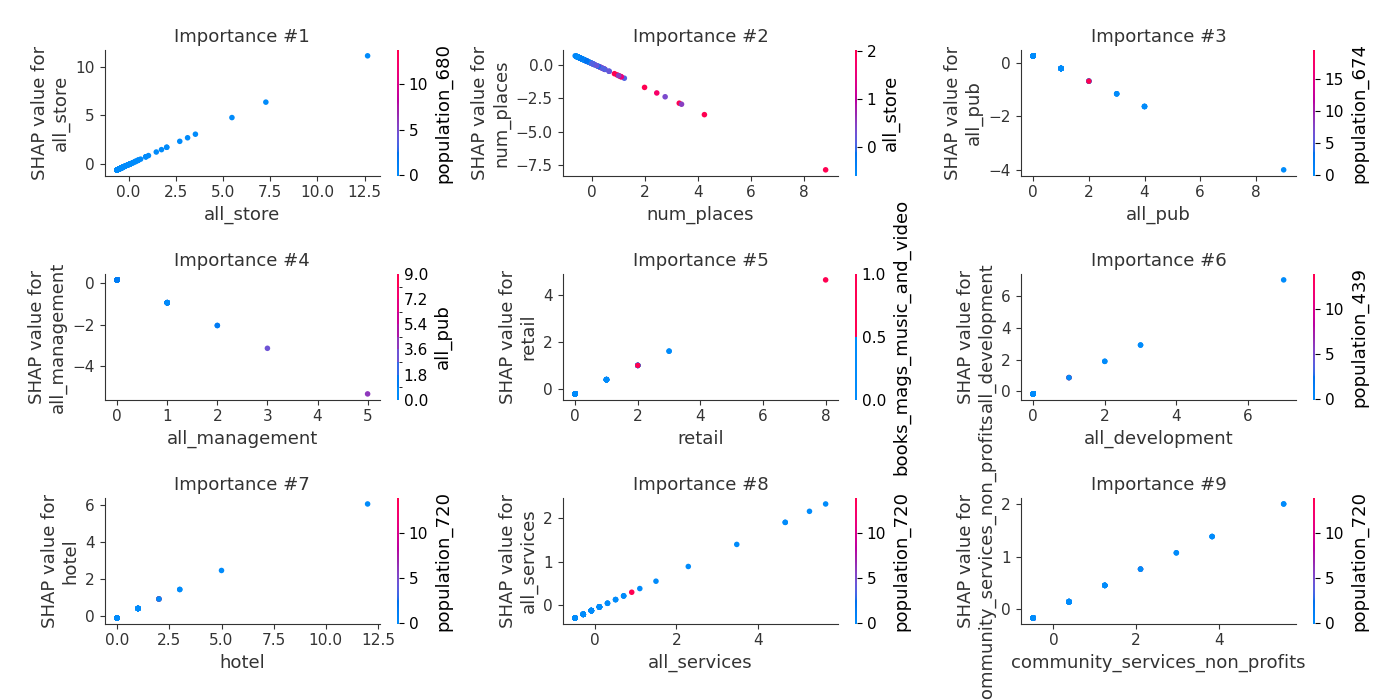 Importance #1
SHAP value for
all_store
10
5
0
0.0
2.5
5.0
7.5
10.0
12.5
all_store
10
5
0
population_680
Importance #2
SHAP value for
num_places
0.0
−2.5
−5.0
−7.5
0
2
4
6
8
num_places
2
1
0
all_store
Importance #3
SHAP value for
all_pub
0
−2
−4
0
2
4
6
8
all_pub
15
10
5
0
population_674
Importance #4
SHAP value for
all_management
0
−2
−4
0
1
2
3
4
5
all_management
9.0
7.2
5.4
3.6
1.8
0.0
all_pub
Importance #5
SHAP value for
retail
4
2
0
0
2
4
6
8
retail
1.0
0.5
0.0
books_mags_music_and_video
Importance #6
SHAP value for
all_development
6
4
2
0
0
2
4
6
all_development
10
5
0
population_439
Importance #7
SHAP value for
hotel
6
4
2
0
0.0
2.5
5.0
7.5
10.0
12.5
hotel
10
5
0
population_720
Importance #8
SHAP value for
all_services
2
1
0
0
2
4
all_services
10
5
0
population_720
Importance #9
SHAP value for
ommunity_services_non_profits
2
1
0
0
2
4
community_services_non_profits
10
5
0
population_720